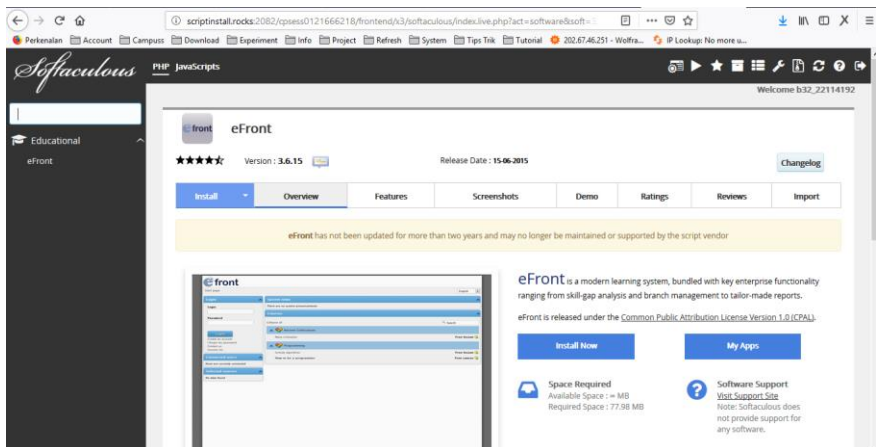 scriptinstall.rocks:2082/cpsess0121666218/frontend/x3/softaculous/index.live.php?act=software&soft=
Perkenalan Account Campuss Download Experiment Info Project Refresh System Tips Trik Tutorial 202.67.46.251 - Wolfra... IP Lookup: No more u...
Softaculous PHP JavaScripts
Welcome b32_22114192
Educational
eFront
front eFront
Version : 3.6.15 Release Date : 15-06-2015 Changelog
Install Overview Features Screenshots Demo Ratings Reviews Import
eFront has not been updated for more than two years and may no longer be maintained or supported by the script vendor
efront
eFront is a modern learning system, bundled with key enterprise functionality
ranging from skill-gap analysis and branch management to tailor-made reports.
eFront is released under the Common Public Attribution License Version 1.0 (CPAL).
Install Now My Apps
Space Required
Available Space : ∞ MB
Required Space : 77.98 MB
Software Support
Visit Support Site
Note: Softaculous does
not provide support for
any software.